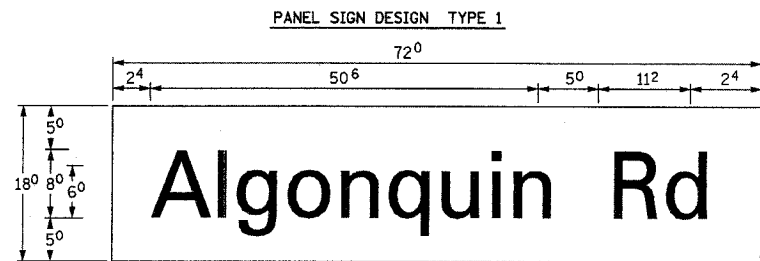 PANEL SIGN DESIGN TYPE 1
72⁰
2⁴ 50⁶ 5⁰ 11² 2⁴
18⁰ 5⁰ 8⁰ 6⁰ 5⁰
Algonquin Rd